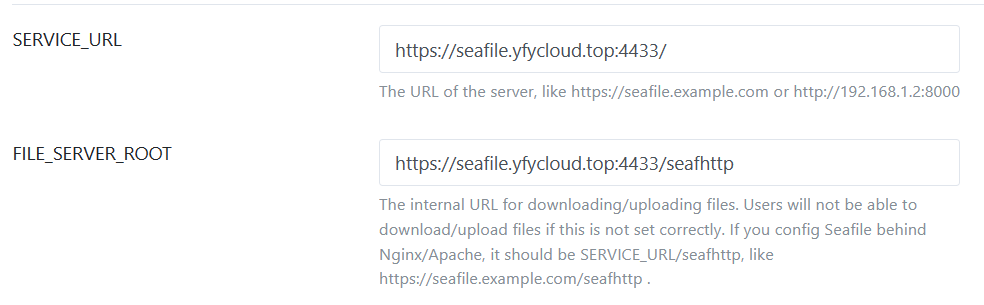 SERVICE_URL
https://seafile.yfycloud.top:4433/
The URL of the server, like https://seafile.example.com or http://192.168.1.2:8000
FILE_SERVER_ROOT
https://seafile.yfycloud.top:4433/seafhttp
The internal URL for downloading/uploading files. Users will not be able to
download/upload files if this is not set correctly. If you config Seafile behind
Nginx/Apache, it should be SERVICE_URL/seafhttp, like
https://seafile.example.com/seafhttp .